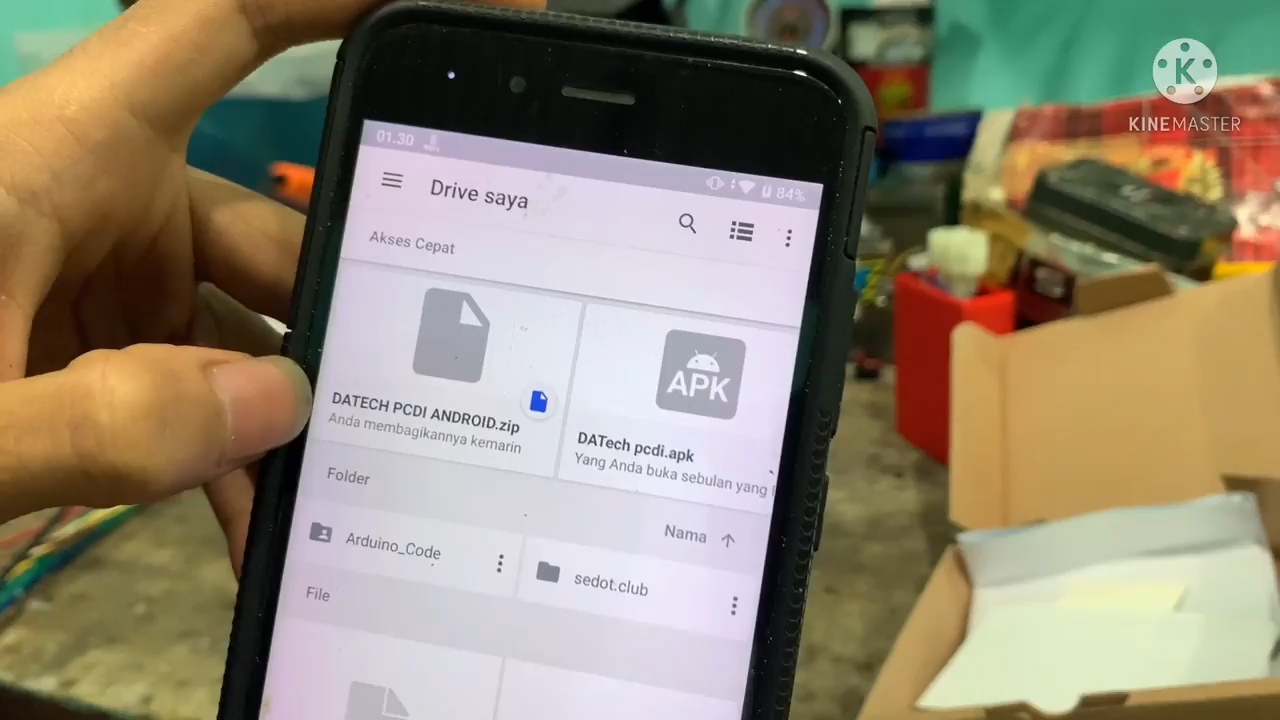 KINEMASTER
01.30
84%
Drive saya
Akses Cepat
APK
DATECH PCDI ANDROID.zip
Anda membagikannya kemarin
DATech pcdi.apk
Yang Anda buka sebulan yang
Folder
Nama
Arduino_Code
sedot.club
File